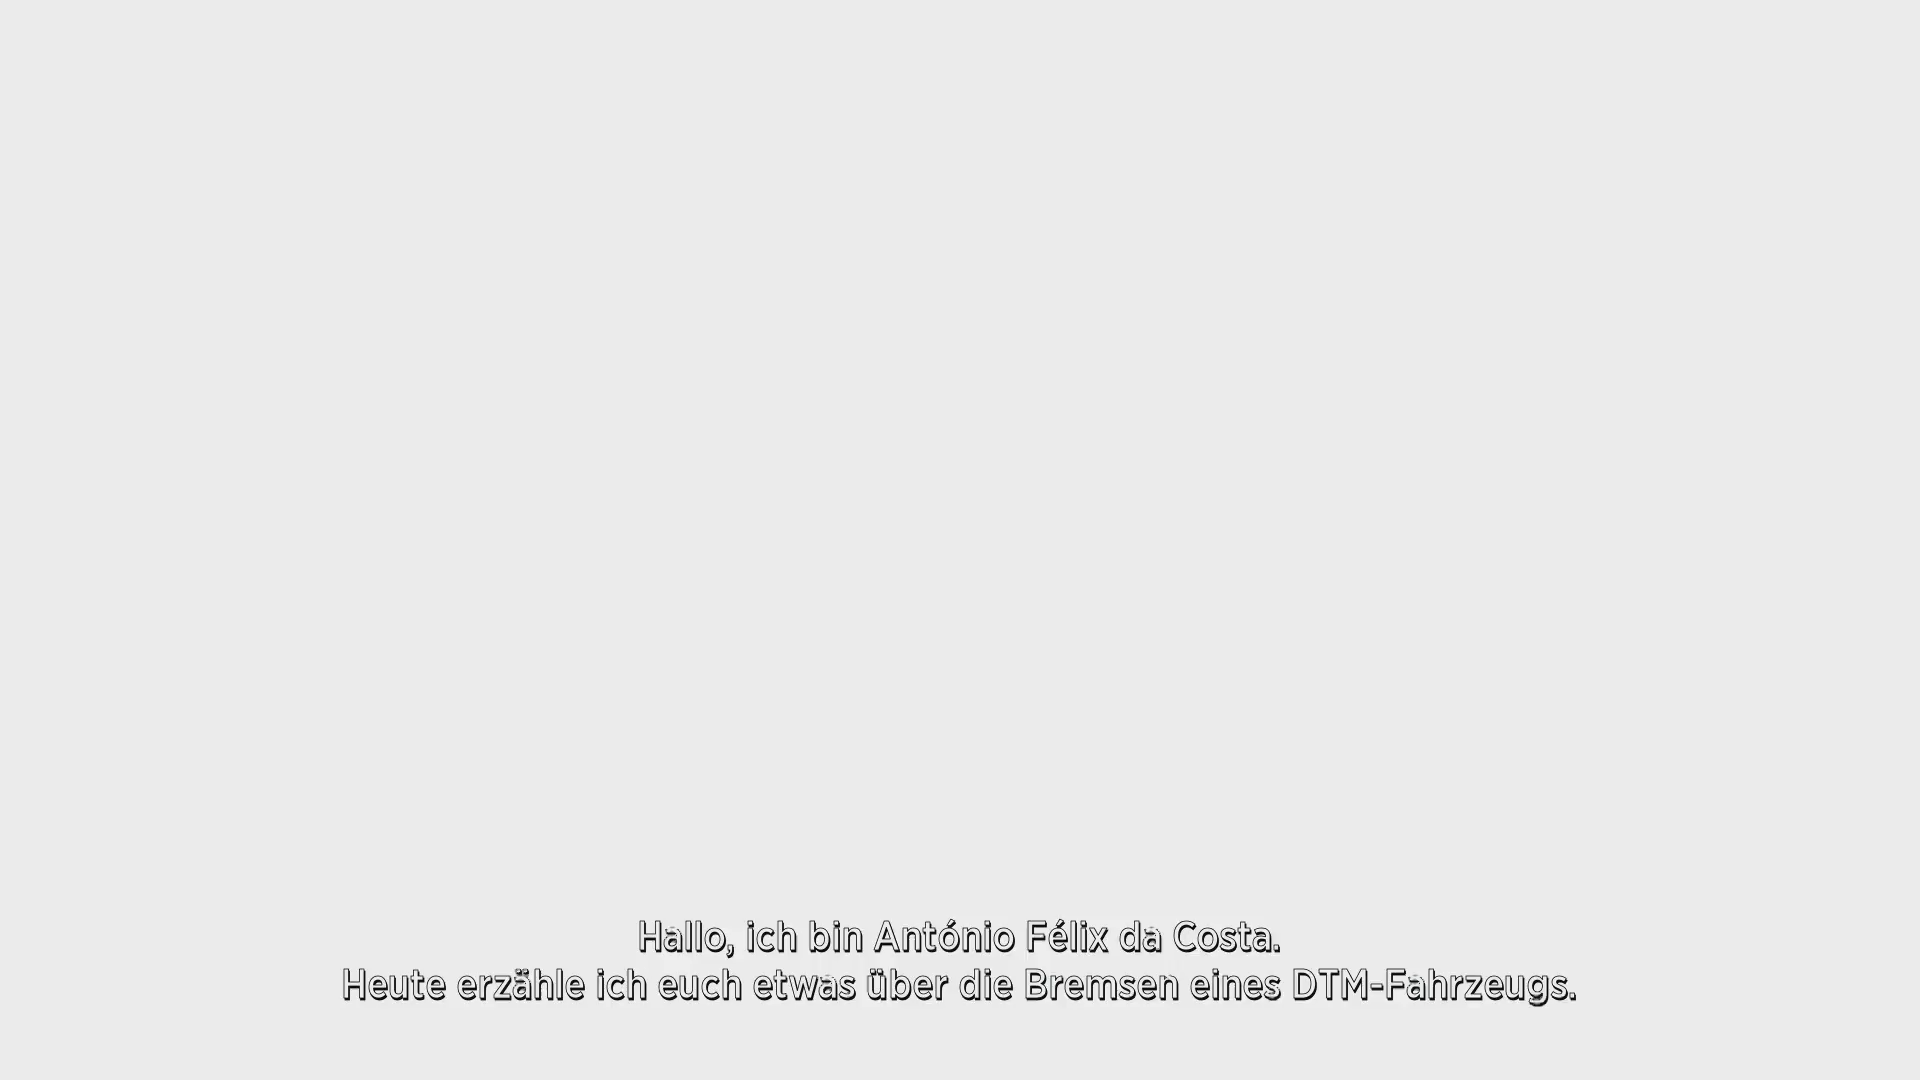 Hallo, ich bin António Félix da Costa.
Heute erzähle ich euch etwas über die Bremsen eines DTM-Fahrzeugs.